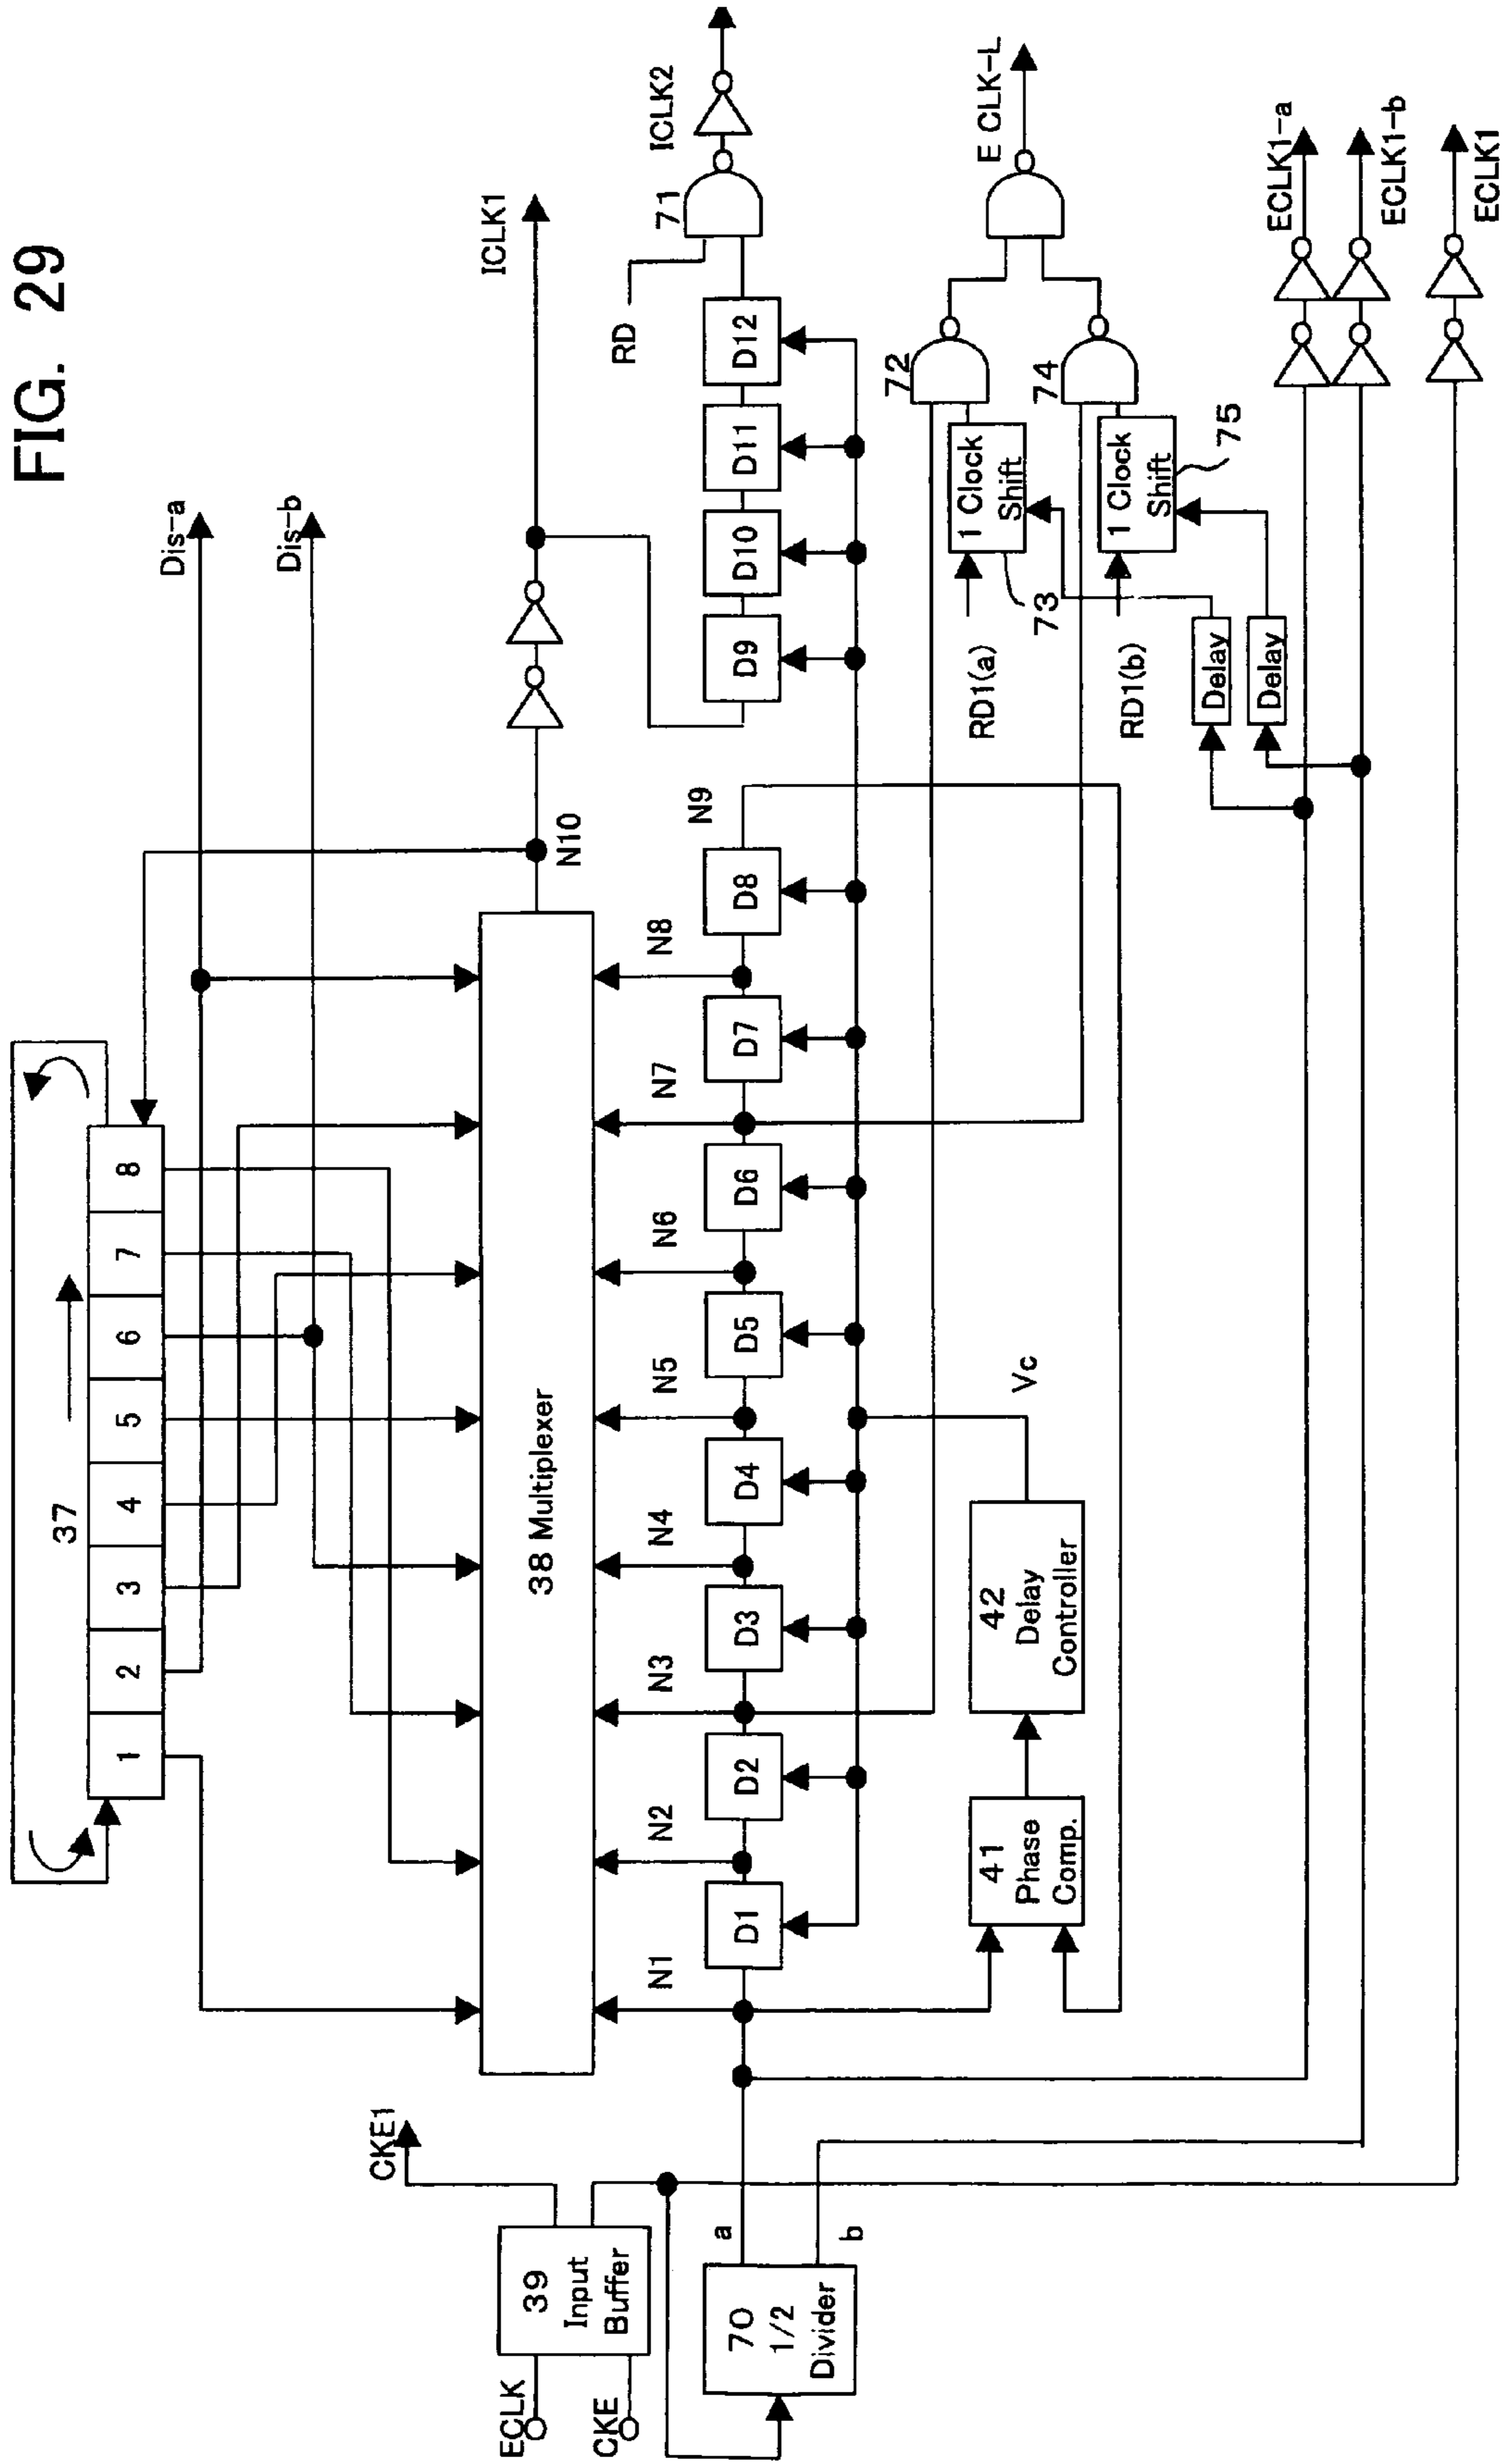 FIG. 29
37
1 2 3 4 5 6 7 8
Dis-a
Dis-b
CKE1
ECLK
CKE
39
Input
Buffer
38 Multiplexer
N10
ICLK1
N1
N2
N3
N4
N5
N6
N7
N8
N9
70
1/2
Divider
a
b
D1
D2
D3
D4
D5
D6
D7
D8
D9
D10
D11
D12
RD
71
ICLK2
41
Phase
Comp.
42
Delay
Controller
Vc
RD1(a)
1 Clock
Shift
73
72
RD1(b)
1 Clock
Shift
75
74
E CLK-L
Delay
Delay
ECLK1-a
ECLK1-b
ECLK1